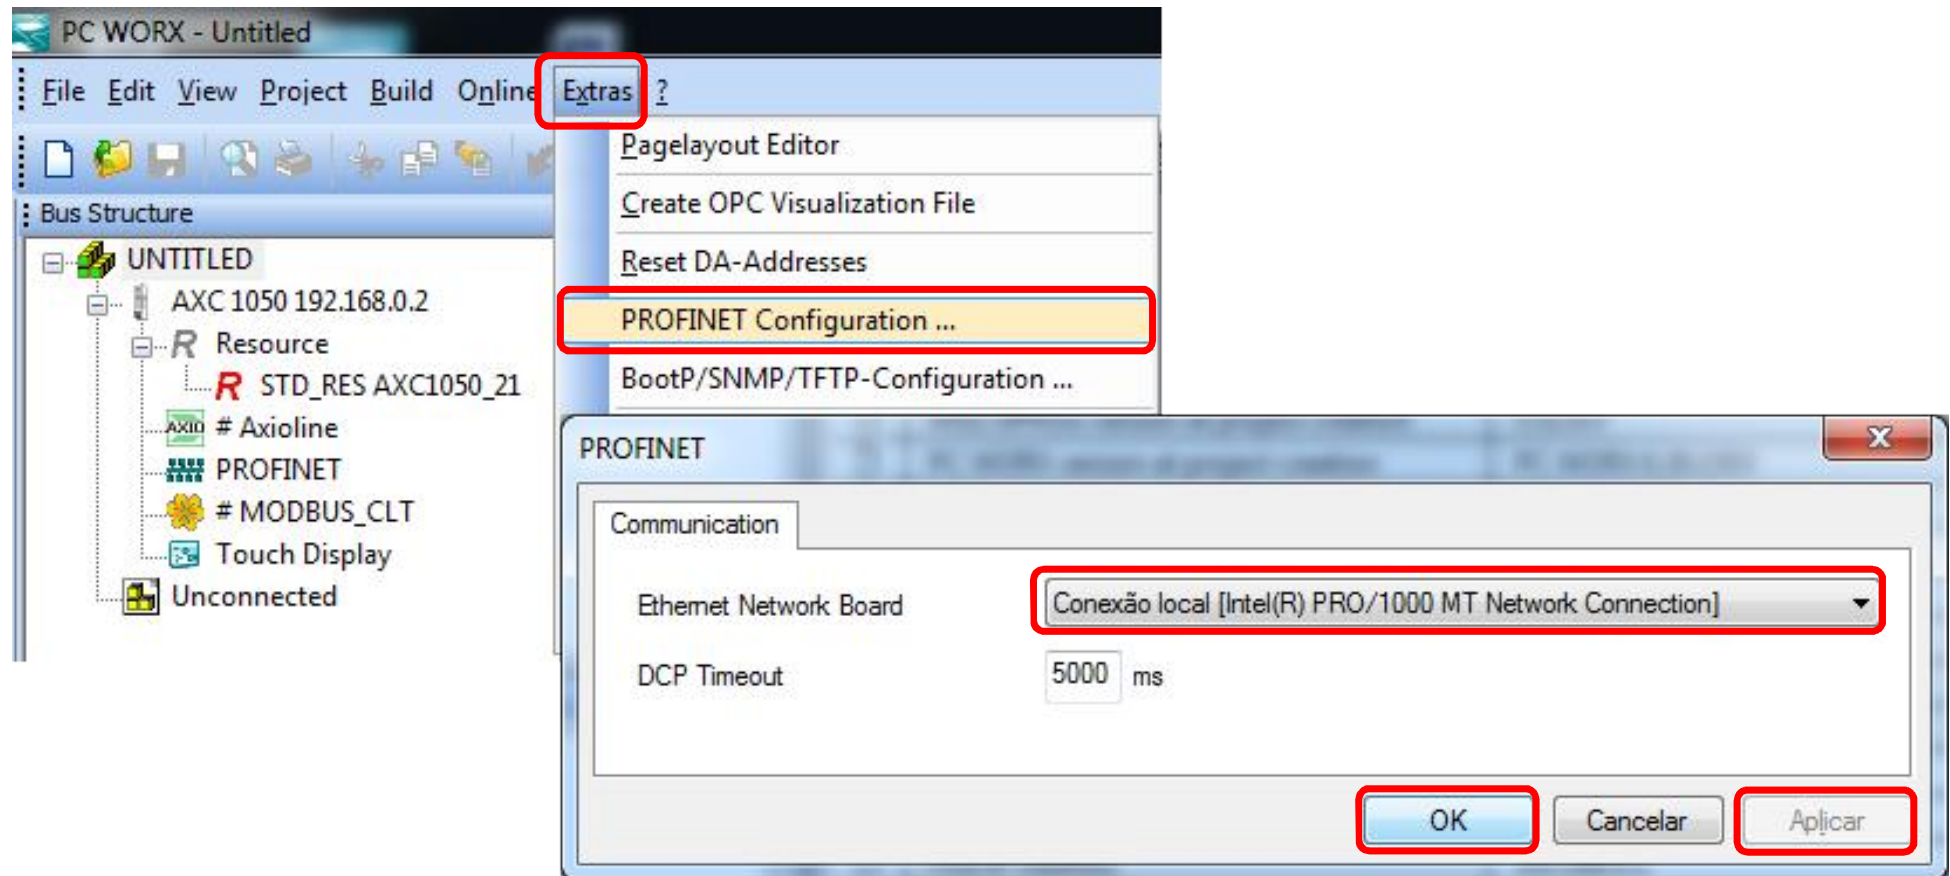 PC WORX - Untitled
File Edit View Project Build Online Extras ?
Pagelayout Editor
Create OPC Visualization File
Reset DA-Addresses
PROFINET Configuration ...
BootP/SNMP/TFTP-Configuration ...
Bus Structure
UNTITLED
AXC 1050 192.168.0.2
R Resource
R STD_RES AXC1050_21
AXIO # Axioline
PROFINET
# MODBUS_CLT
Touch Display
Unconnected
PROFINET
Communication
Ethernet Network Board Conexão local [Intel(R) PRO/1000 MT Network Connection]
DCP Timeout 5000 ms
OK Cancelar Aplicar